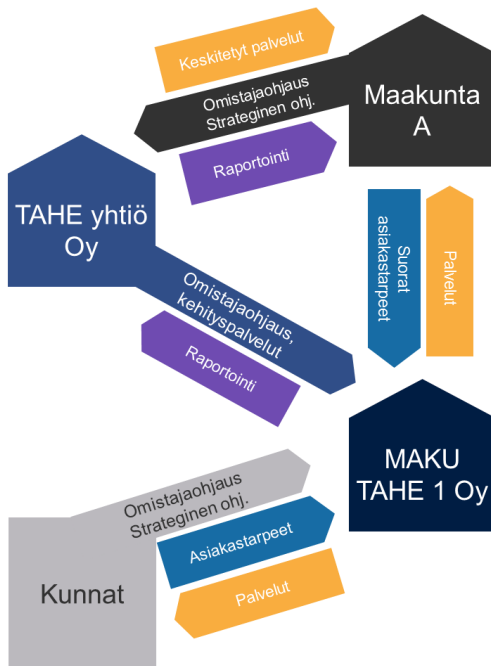 Keskitetyt palvelut
Omistajaohjaus
Strateginen ohj.
Raportointi
Maakunta
A
TAHE yhtiö
Oy
Suorat
asiakastarpeet
Palvelut
Omistajaohjaus,
kehityspalvelut
Raportointi
MAKU
TAHE 1 Oy
Omistajaohjaus
Strateginen ohj.
Asiakastarpeet
Palvelut
Kunnat